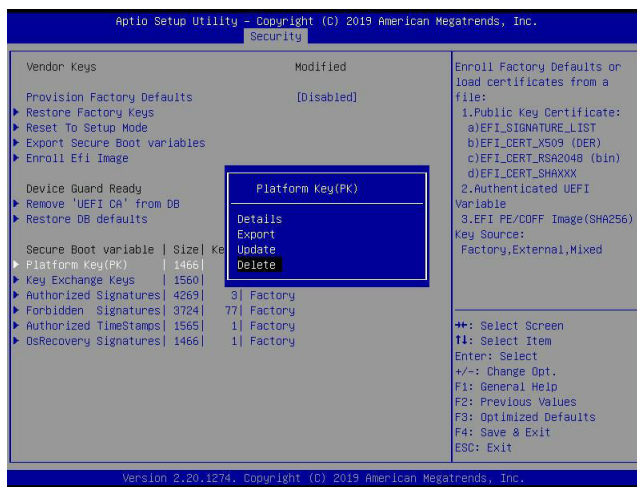 Aptio Setup Utility – Copyright (C) 2019 American Megatrends, Inc.
Security
Vendor Keys Modified
Provision Factory Defaults [Disabled]
Restore Factory Keys
Reset To Setup Mode
Export Secure Boot variables
Enroll Efi Image
Device Guard Ready
Remove 'UEFI CA' from DB
Restore DB defaults
Secure Boot variable | Size| Ke
Platform Key(PK) | 1466|
Key Exchange Keys | 1560|
Authorized Signatures| 4269| 3| Factory
Forbidden Signatures| 3724| 77| Factory
Authorized TimeStamps| 1565| 1| Factory
OsRecovery Signatures| 1466| 1| Factory
Platform Key(PK)
Details
Export
Update
Delete
Enroll Factory Defaults or
load certificates from a
file:
1.Public Key Certificate:
a)EFI_SIGNATURE_LIST
b)EFI_CERT_X509 (DER)
c)EFI_CERT_RSA2048 (bin)
d)EFI_CERT_SHAXXX
2.Authenticated UEFI
Variable
3.EFI PE/COFF Image(SHA256)
Key Source:
Factory,External,Mixed
→←: Select Screen
↑↓: Select Item
Enter: Select
+/-: Change Opt.
F1: General Help
F2: Previous Values
F3: Optimized Defaults
F4: Save & Exit
ESC: Exit
Version 2.20.1274. Copyright (C) 2019 American Megatrends, Inc.